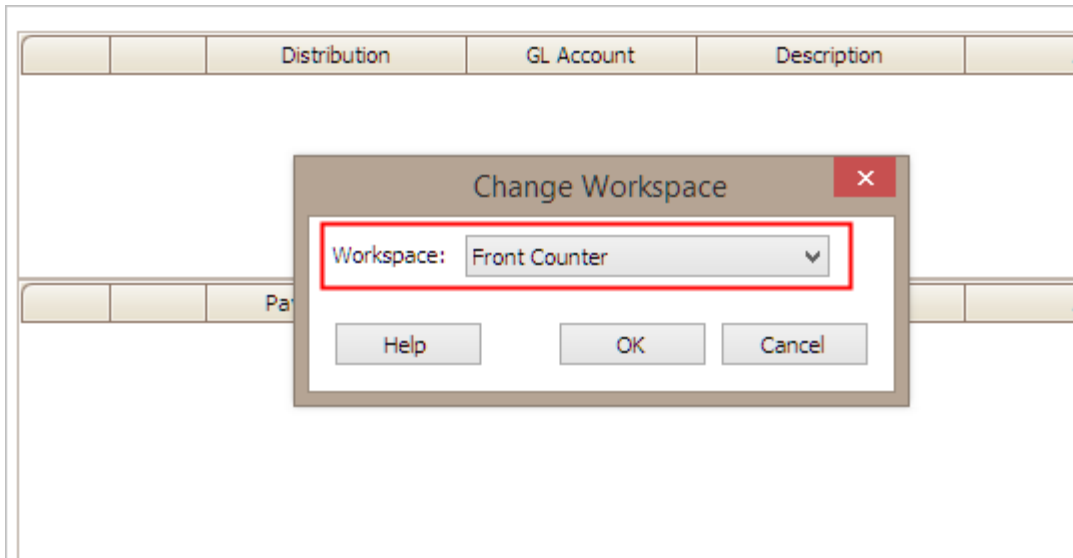 Distribution GL Account Description
Change Workspace
Workspace: Front Counter
Help OK Cancel